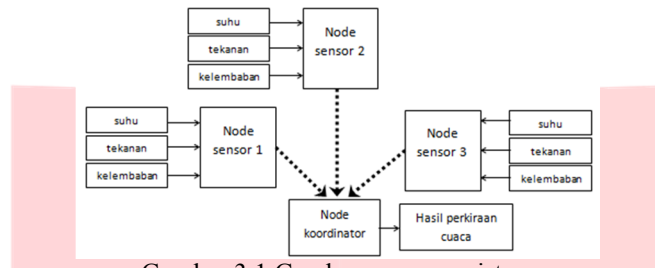 suhu
tekanan
kelembaban
Node
sensor 2
suhu
tekanan
kelembaban
Node
sensor 1
Node
sensor 3
suhu
tekanan
kelembaban
Node
koordinator
Hasil perkiraan
cuaca